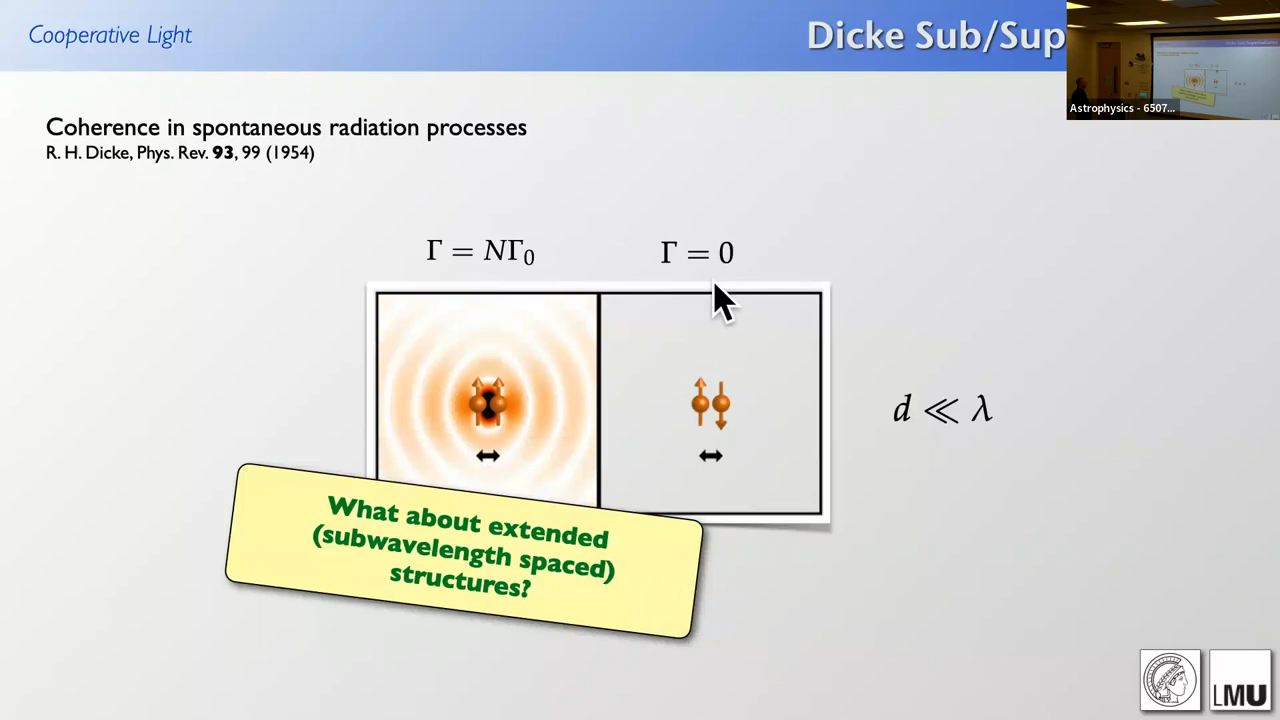 Cooperative Light
Dicke Sub/Sup
Astrophysics - 6507...
Coherence in spontaneous radiation processes
R. H. Dicke, Phys. Rev. 93, 99 (1954)
Γ = NΓ₀
Γ = 0
d ≪ λ
What about extended
(subwavelength spaced)
structures?
LMU